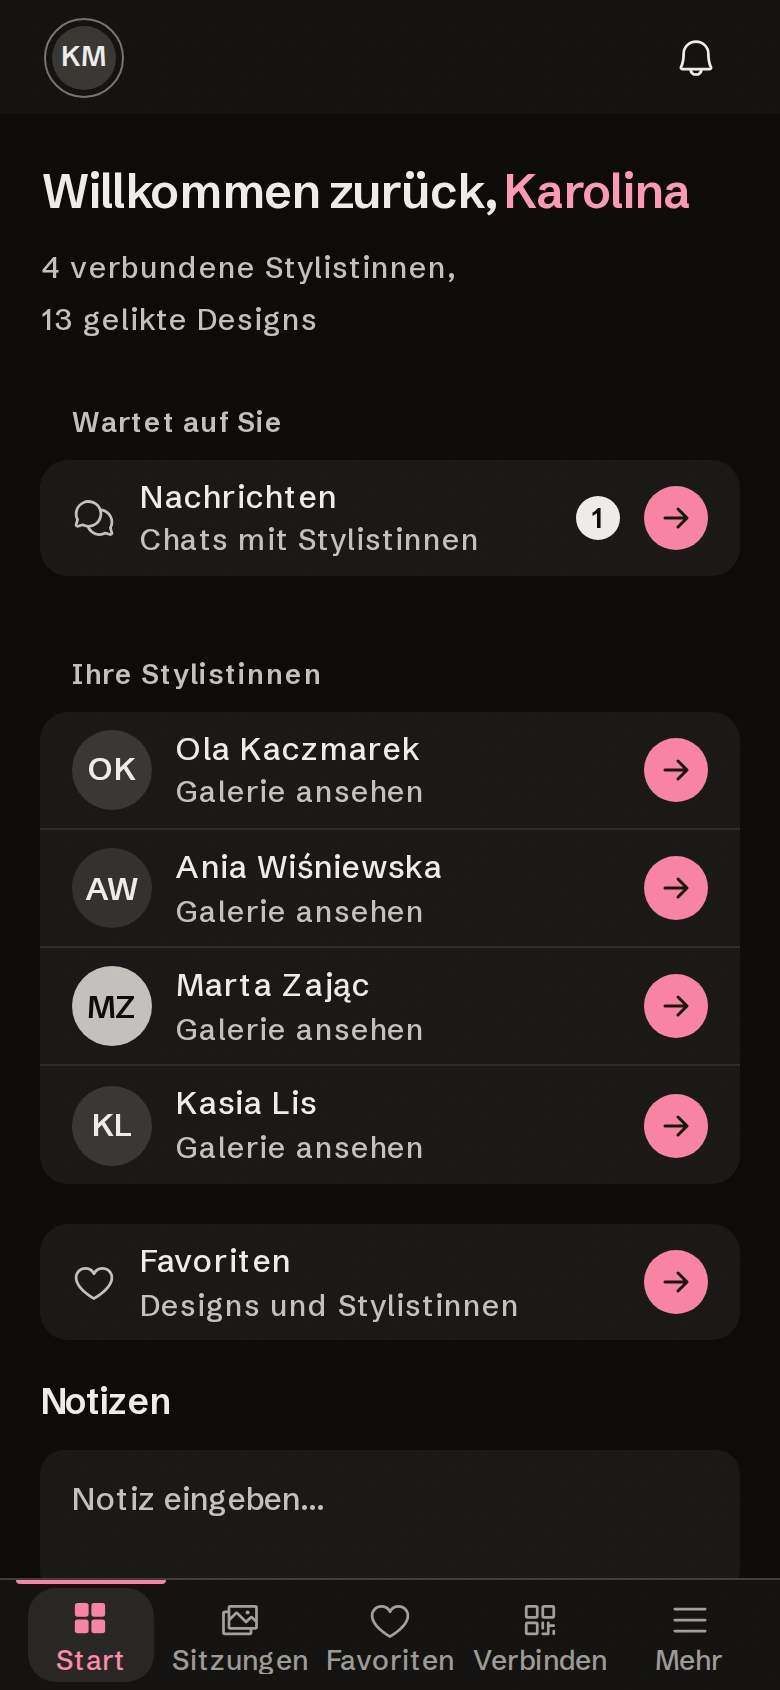 KM
Willkommen zurück, Karolina
4 verbundene Stylistinnen,
13 gelikte Designs
Wartet auf Sie
Nachrichten
Chats mit Stylistinnen
1
Ihre Stylistinnen
OK
Ola Kaczmarek
Galerie ansehen
AW
Ania Wiśniewska
Galerie ansehen
MZ
Marta Zając
Galerie ansehen
KL
Kasia Lis
Galerie ansehen
Favoriten
Designs und Stylistinnen
Notizen
Notiz eingeben...
Start
Sitzungen
Favoriten
Verbinden
Mehr